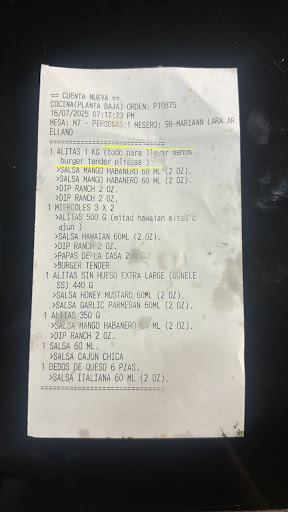 == CUENTA NUEVA ==
COCINA(PLANTA BAJA) ORDEN: P10875
16/07/2025 07:17:23 PM
MESA: M7 - PERSONAS:1 MESERO: 98-MARIANN LARA AR
ELLANO
================================
1 ALITAS 1 KG (todo para llevar menos
burger tender plissss )
>SALSA MANGO HABANERO 60 ML (2 OZ).
>SALSA MANGO HABANERO 60 ML (2 OZ).
>DIP RANCH 2 OZ.
>DIP RANCH 2 OZ.
1 MIERCOLES 3 X 2
>ALITAS 500 G (mitad hawaian mitad c
ajun )
>SALSA HAWAIAN 60ML (2 OZ).
>DIP RANCH 2 OZ.
>PAPAS DE LA CASA 2
>BURGER TENDER
1 ALITAS SIN HUESO EXTRA LARGE (BONELE
SS) 440 G
>SALSA HONEY MUSTARD 60ML (2 OZ).
>SALSA GARLIC PARMESAN 60ML (2 OZ).
1 ALITAS 350 G
>SALSA MANGO HABANERO 60 ML (2 OZ).
>DIP RANCH 2 OZ.
1 SALSA 60 ML.
>SALSA CAJUN CHICA
1 DEDOS DE QUESO 6 PZAS.
>SALSA ITALIANA 60 ML (2 OZ).
================================